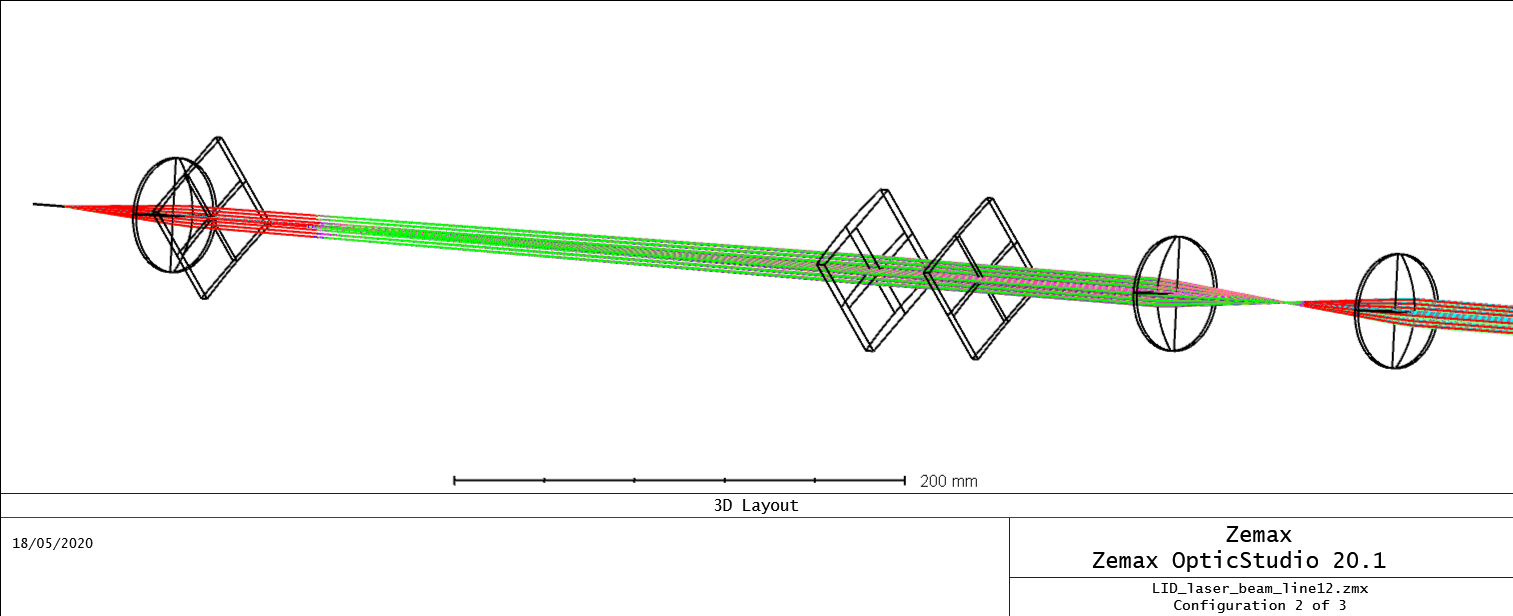 200 mm
3D Layout
18/05/2020
Zemax
Zemax OpticStudio 20.1
LID_laser_beam_line12.zmx
Configuration 2 of 3